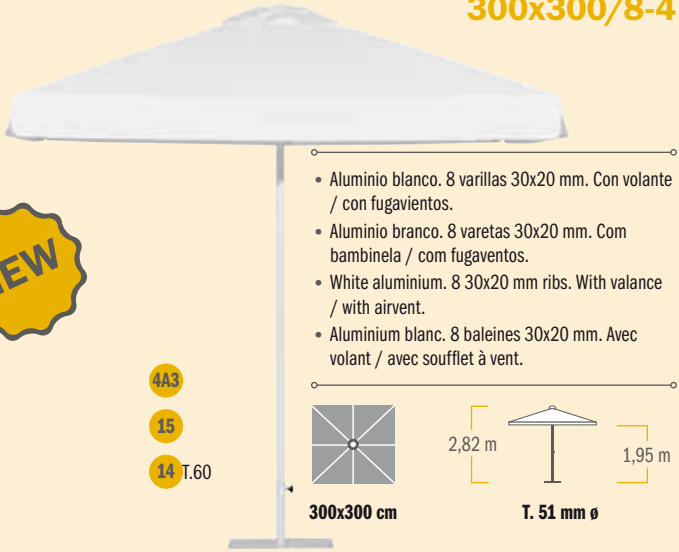 300x300/8-4
• Aluminio blanco. 8 varillas 30x20 mm. Con volante
/ con fugavientos.
• Aluminio branco. 8 varetas 30x20 mm. Com
bambinela / com fugaventos.
• White aluminium. 8 30x20 mm ribs. With valance
/ with airvent.
• Aluminium blanc. 8 baleines 30x20 mm. Avec
volant / avec soufflet à vent.
EW
4A3
15
14 T.60
2,82 m
1,95 m
300x300 cm
T. 51 mm ø